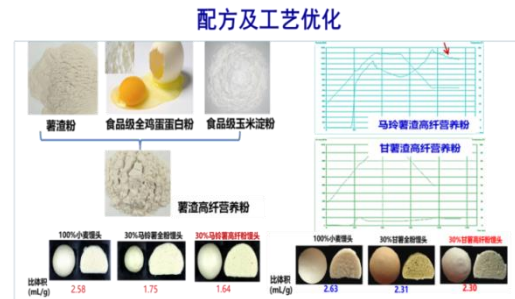 配方及工艺优化
薯渣粉
食品级全鸡蛋蛋白粉
食品级玉米淀粉
薯渣高纤营养粉
马玲薯渣高纤营养粉
甘薯渣高纤营养粉
100%小麦馒头
30%马铃薯全粉馒头
30%马铃薯高纤粉馒头
比体积
(mL/g)
2.58
1.75
1.64
100%小麦馒头
30%甘薯全粉馒头
30%甘薯高纤粉馒头
比体积
(mL/g)
2.63
2.31
2.30